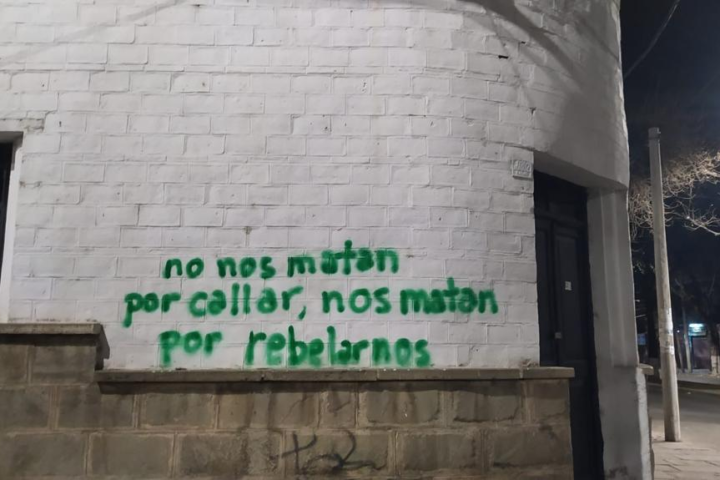 no nos matan
por callar, nos matan
por rebelarnos